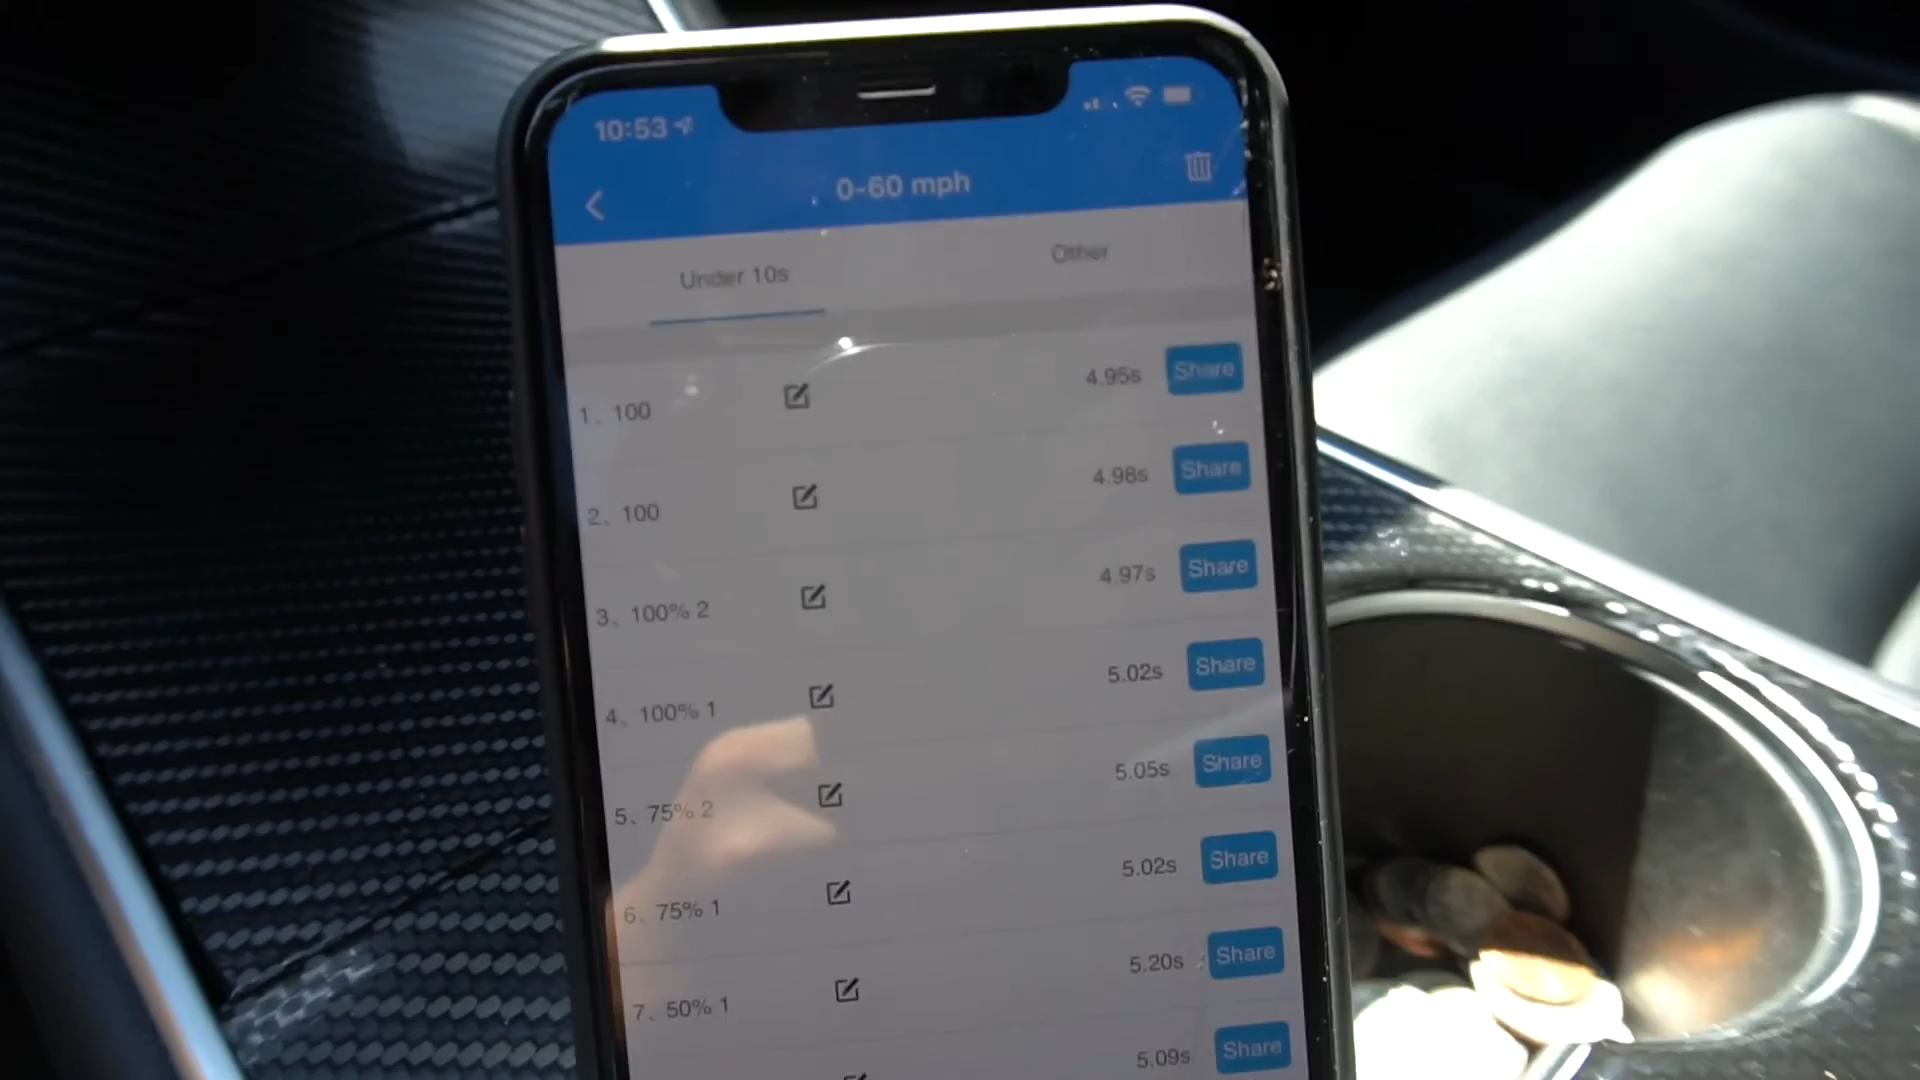 10:53
0-60 mph
Under 10s Other
1、100 4.95s Share
2、100 4.98s Share
3、100% 2 4.97s Share
4、100% 1 5.02s Share
5、75% 2 5.05s Share
6、75% 1 5.02s Share
7、50% 1 5.20s Share
5.09s Share